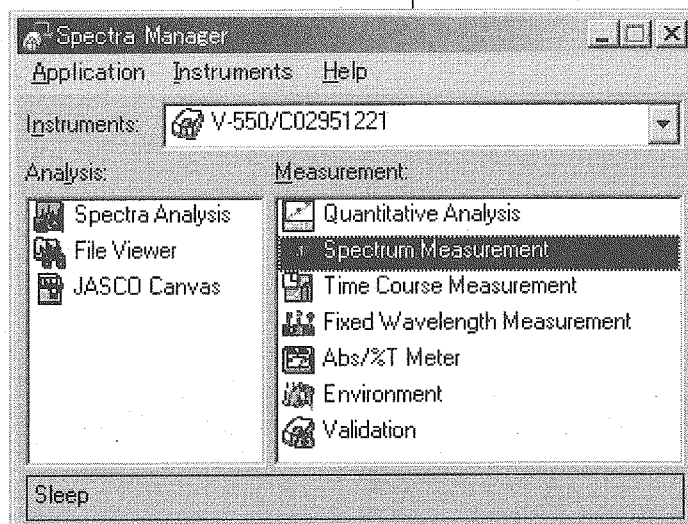 Spectra Manager
Application Instruments Help
Instruments: V-550/C02951221
Analysis: Measurement:
Spectra Analysis
File Viewer
JASCO Canvas
Quantitative Analysis
Spectrum Measurement
Time Course Measurement
Fixed Wavelength Measurement
Abs/%T Meter
Environment
Validation
Sleep